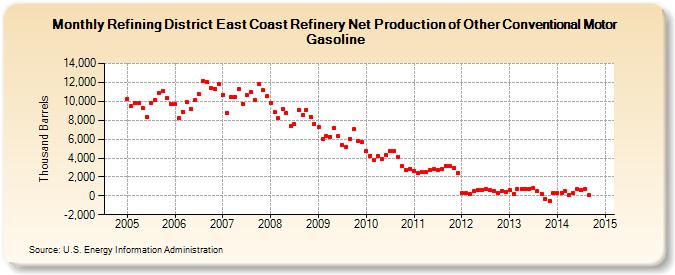 Monthly Refining District East Coast Refinery Net Production of Other Conventional Motor
Gasoline
Thousand Barrels
14,000
12,000
10,000
8,000
6,000
4,000
2,000
0
-2,000
2005 2006 2007 2008 2009 2010 2011 2012 2013 2014 2015
Source: U.S. Energy Information Administration